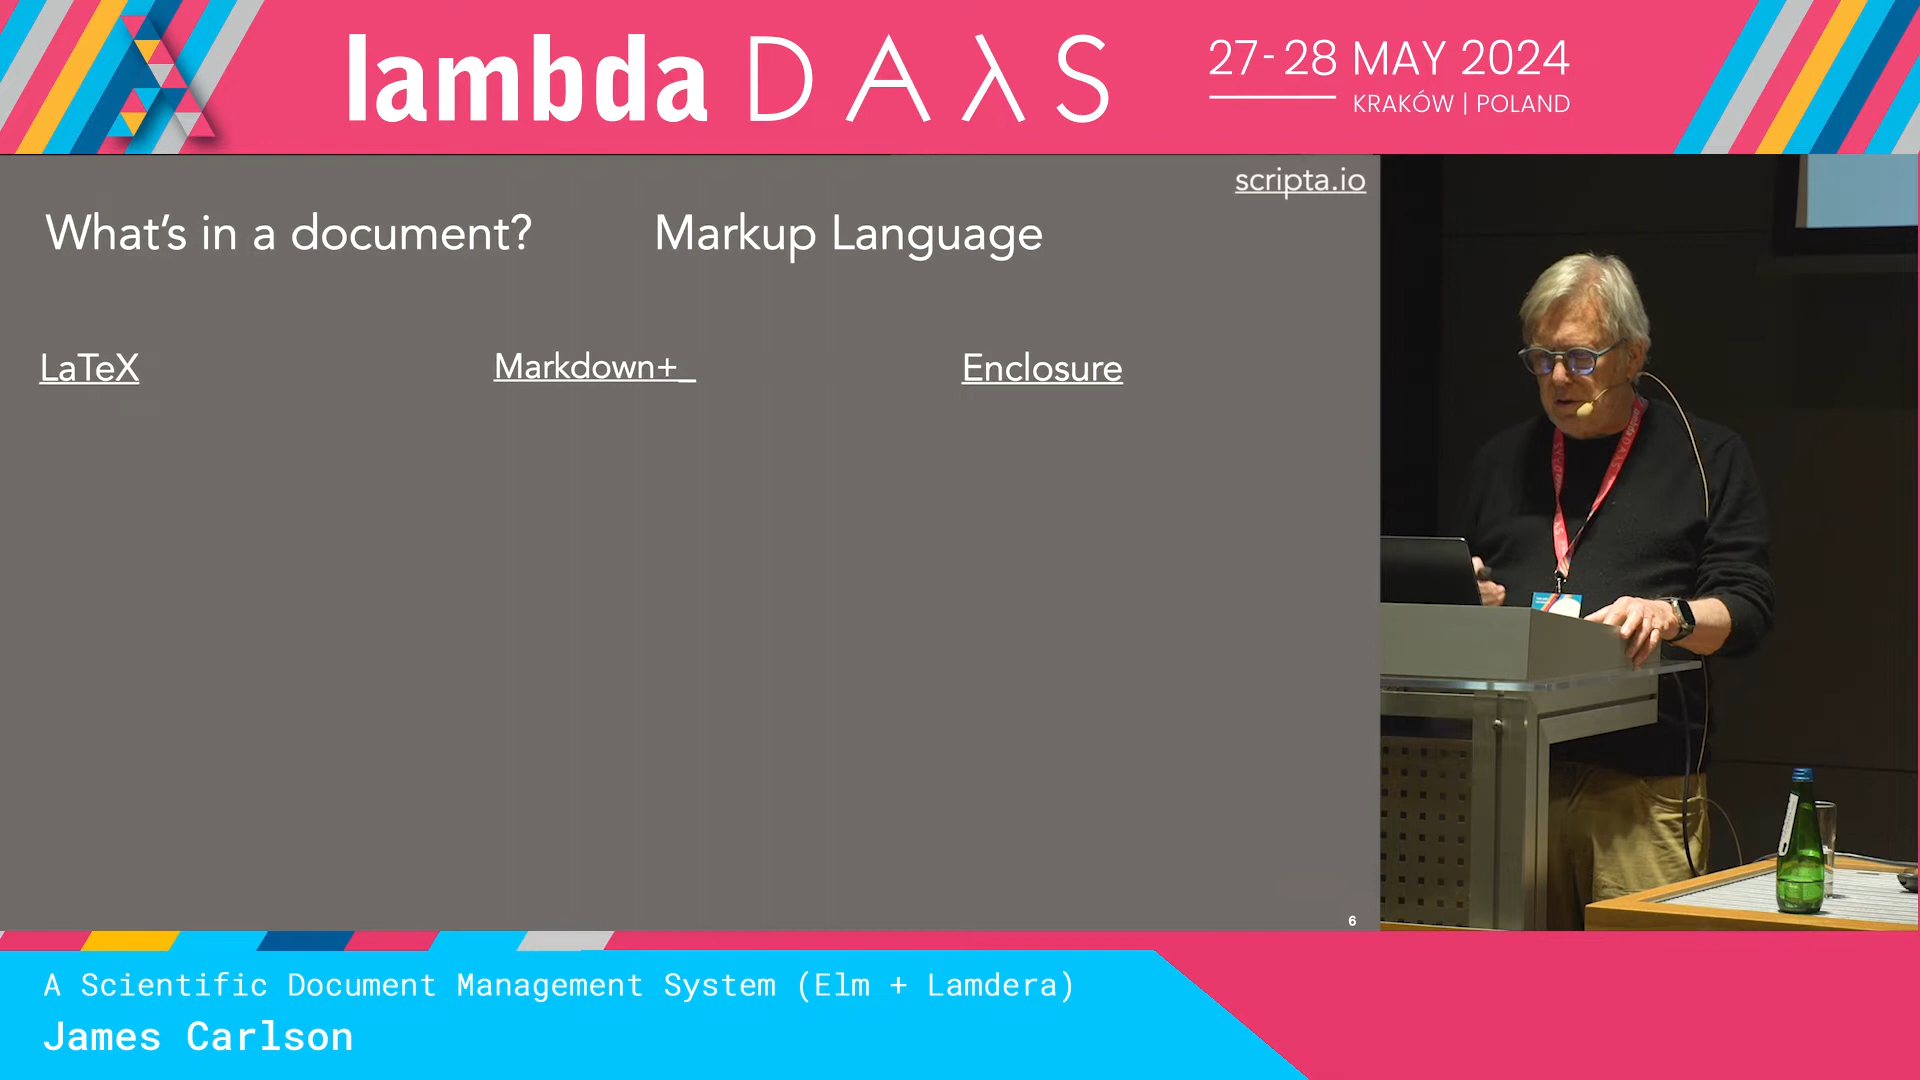 lambda DAλS
27-28 MAY 2024
KRAKÓW | POLAND
scripta.io
What's in a document?
Markup Language
LaTeX
Markdown+_
Enclosure
6
A Scientific Document Management System (Elm + Lamdera)
James Carlson